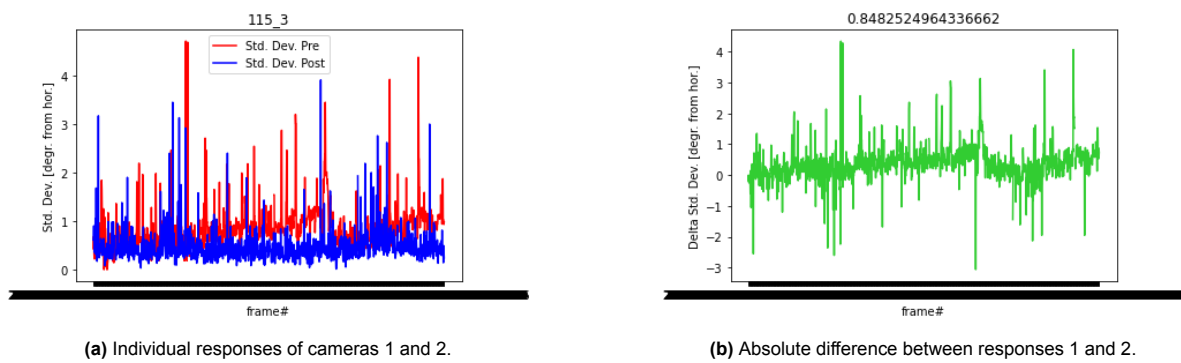 115_3
Std. Dev. Pre
Std. Dev. Post
Std. Dev. [degr. from hor.]
4
3
2
1
0
frame#
(a) Individual responses of cameras 1 and 2.
0.8482524964336662
Delta Std. Dev. [degr. from hor.]
4
3
2
1
0
−1
−2
−3
frame#
(b) Absolute difference between responses 1 and 2.